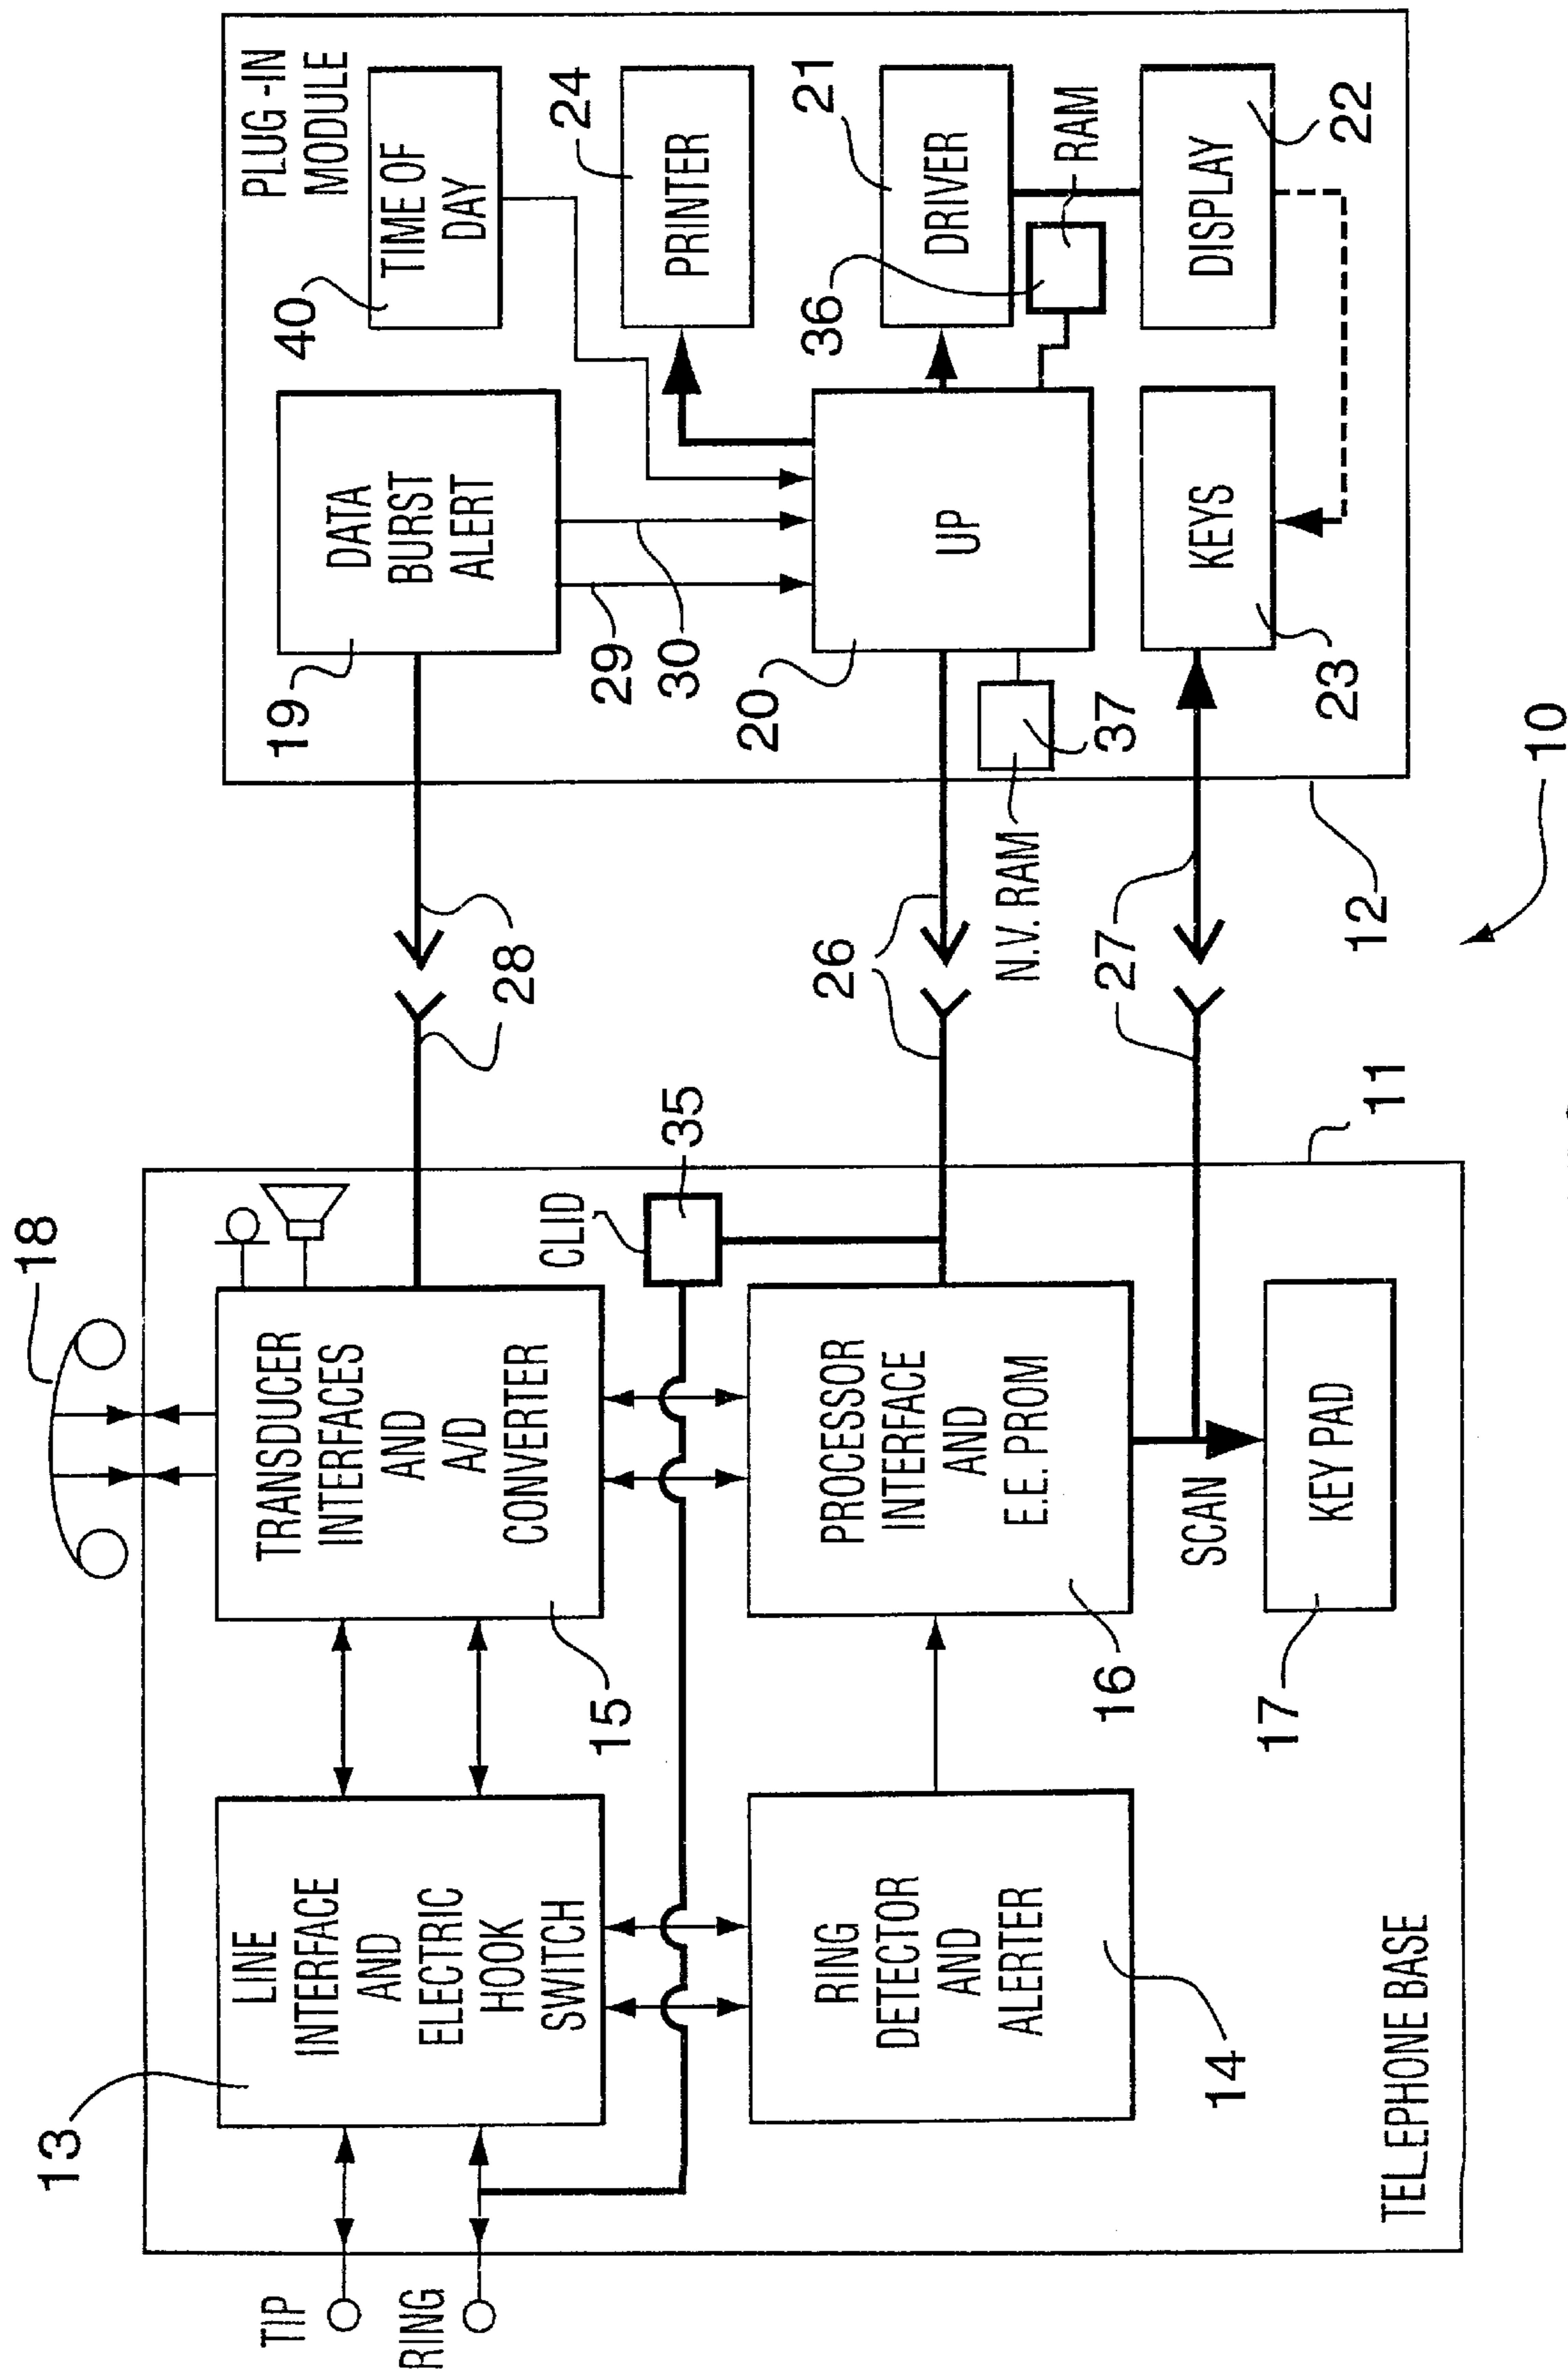 TIP
RING
13
LINE
INTERFACE
AND
ELECTRIC
HOOK
SWITCH
RING
DETECTOR
AND
ALERTER
14
TELEPHONE BASE
18
TRANSDUCER
INTERFACES
AND
AVD
CONVERTER
15
CLID
35
PROCESSOR
INTERFACE
AND
E.E. PROM
16
SCAN
KEY PAD
17
11
28
26
27
N.V. RAM
12
10
PLUG-IN
MODULE
19
DATA
BURST
ALERT
40
TIME OF
DAY
29
30
24
PRINTER
20
UP
37
21
DRIVER
36
RAM
KEYS
23
DISPLAY
22